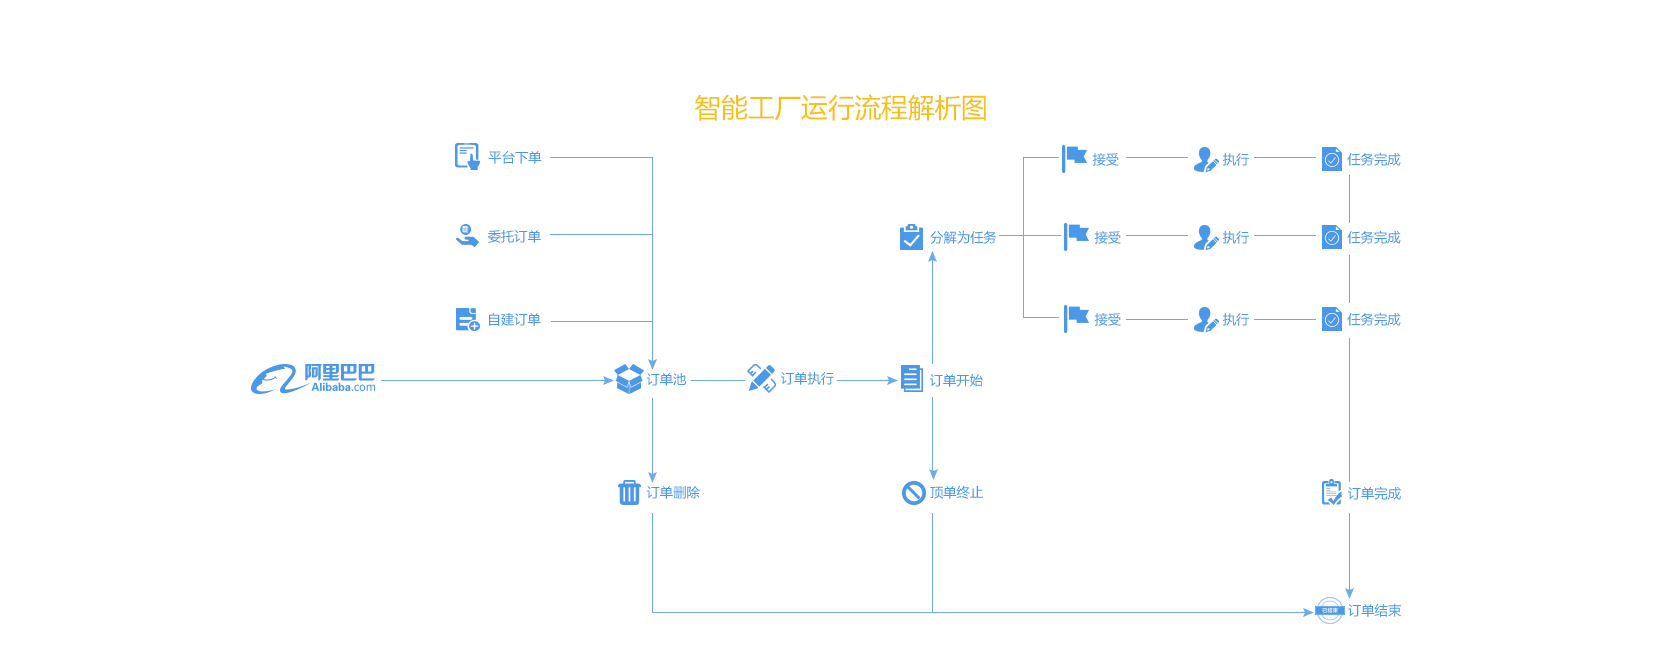 智能工厂运行流程解析图
平台下单
接受
执行
任务完成
委托订单
分解为任务
接受
执行
任务完成
自建订单
接受
执行
任务完成
阿里巴巴
Alibaba.com
订单池
订单执行
订单开始
订单删除
顶单终止
订单完成
已结束
订单结束